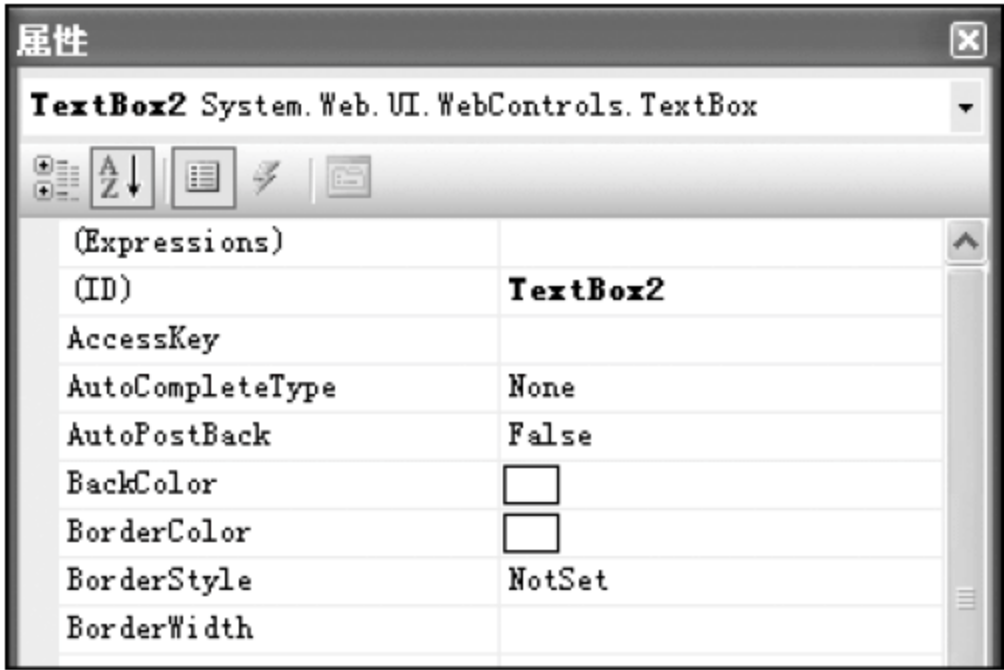 属性
TextBox2 System.Web.UI.WebControls.TextBox
(Expressions)
(ID) TextBox2
AccessKey
AutoCompleteType None
AutoPostBack False
BackColor
BorderColor
BorderStyle NotSet
BorderWidth